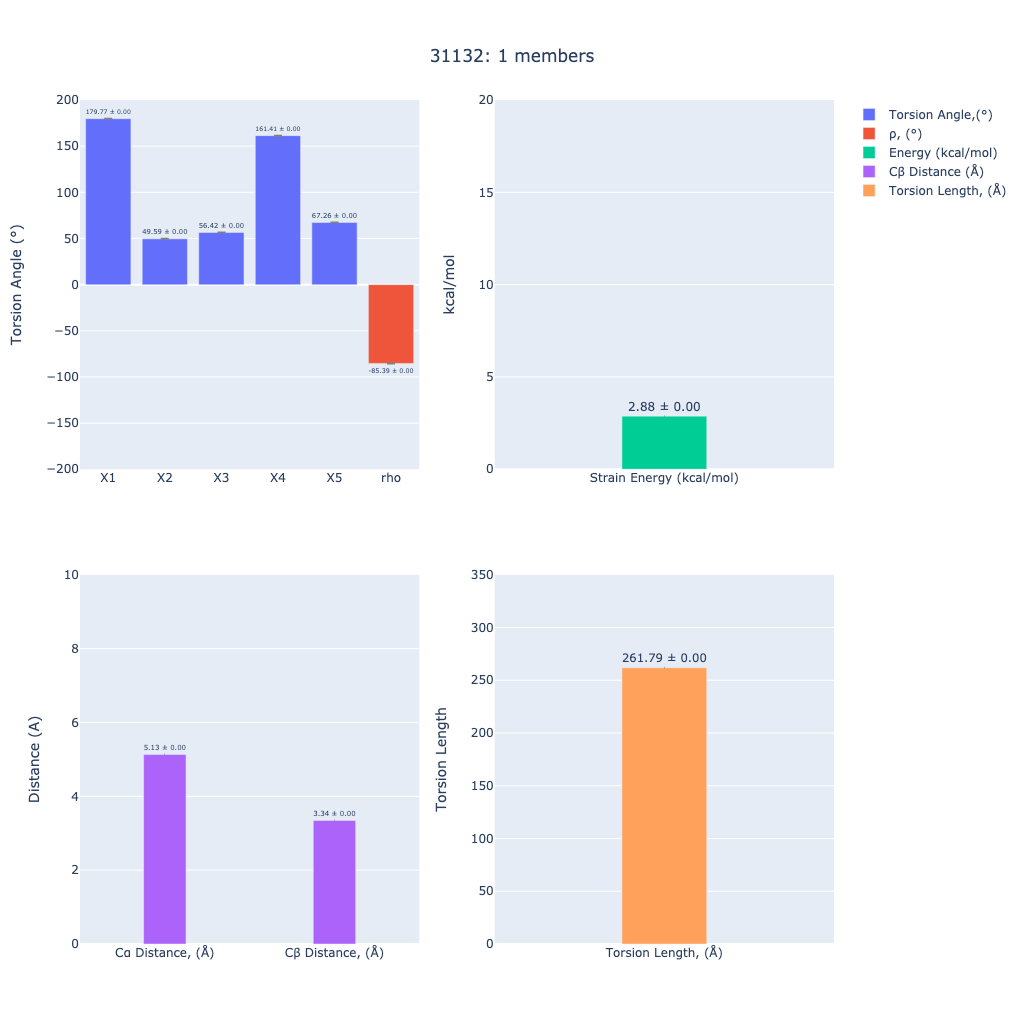 31132: 1 members
200
150
100
50
0
−50
−100
−150
−200
Torsion Angle (°)
179.77 ± 0.00
49.59 ± 0.00
56.42 ± 0.00
161.41 ± 0.00
67.26 ± 0.00
-85.39 ± 0.00
X1 X2 X3 X4 X5 rho
20
15
10
5
0
kcal/mol
2.88 ± 0.00
Strain Energy (kcal/mol)
Torsion Angle,(°)
ρ, (°)
Energy (kcal/mol)
Cβ Distance (Å)
Torsion Length, (Å)
10
8
6
4
2
0
Distance (A)
5.13 ± 0.00
3.34 ± 0.00
Cα Distance, (Å) Cβ Distance, (Å)
350
300
250
200
150
100
50
0
Torsion Length
261.79 ± 0.00
Torsion Length, (Å)